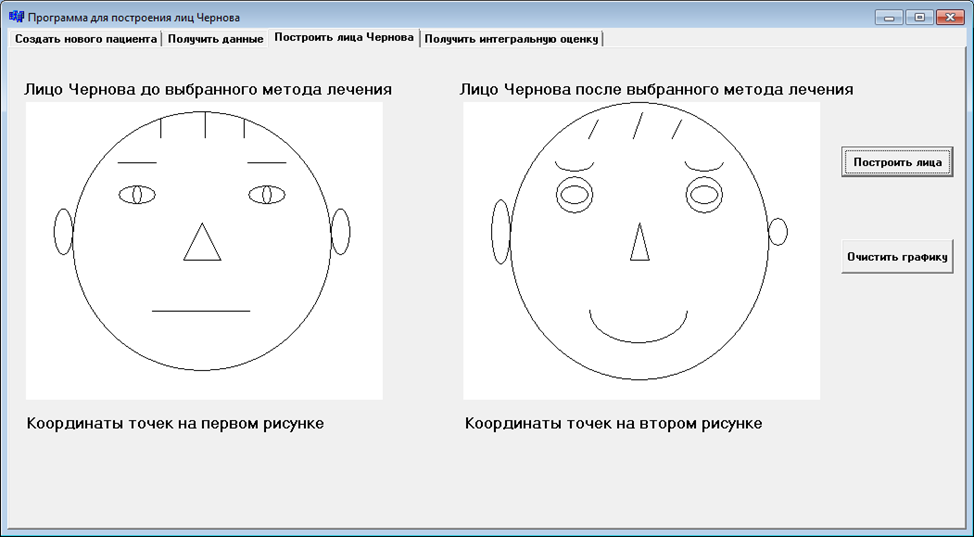 Программа для построения лиц Чернова
Создать нового пациента Получить данные Построить лица Чернова Получить интегральную оценку
Лицо Чернова до выбранного метода лечения
Лицо Чернова после выбранного метода лечения
Построить лица
Очистить графику
Координаты точек на первом рисунке
Координаты точек на втором рисунке